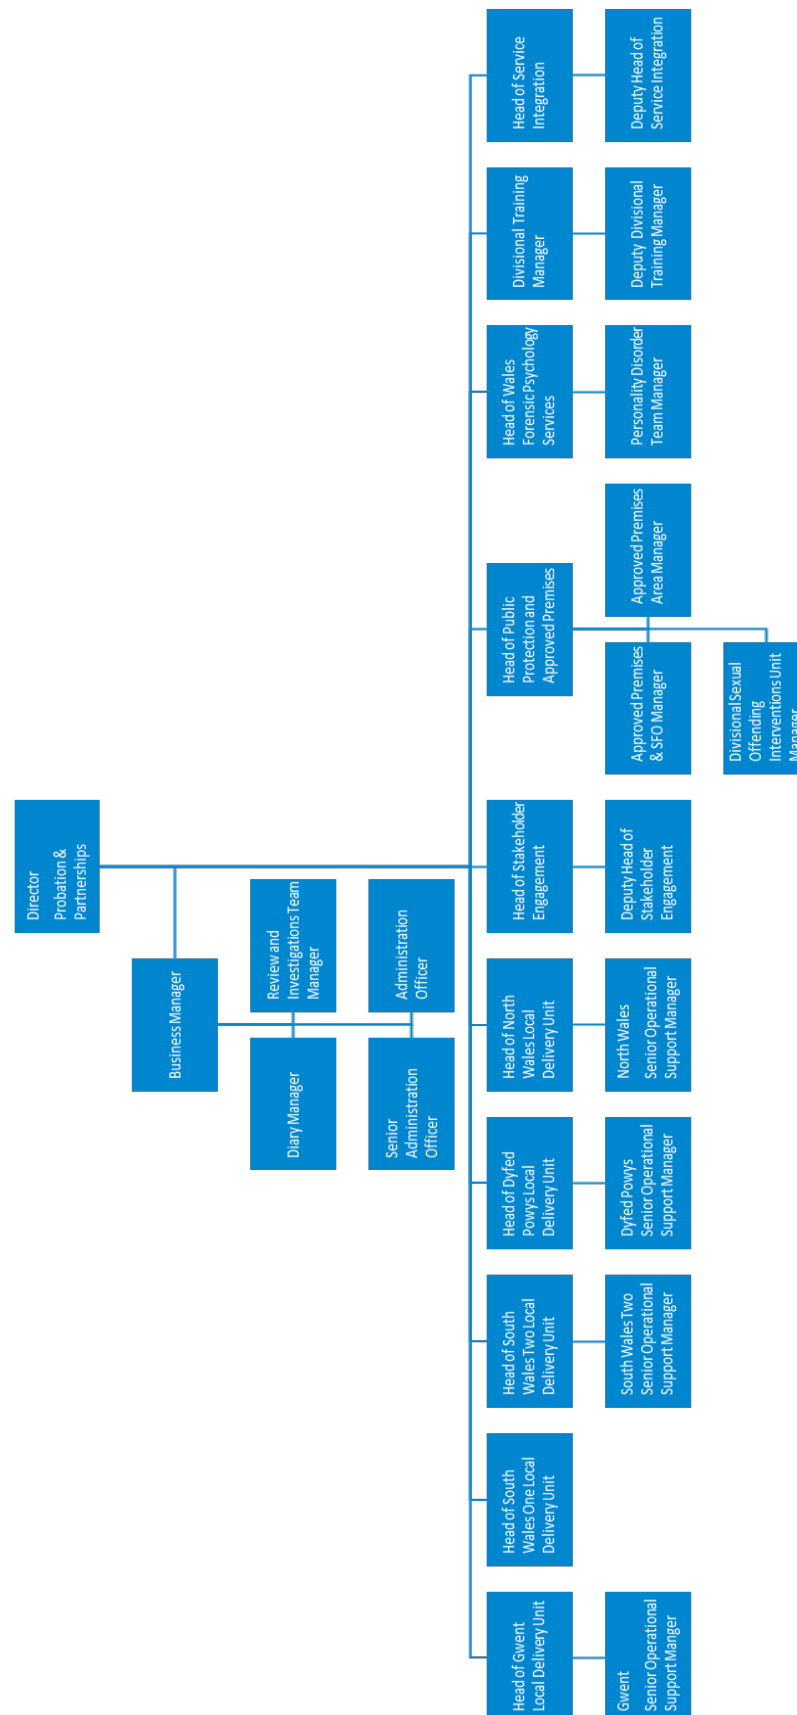 Director
Probation &
Partnerships
Business Manager
Diary Manager
Review and
Investigations Team
Manager
Senior
Administration
Officer
Administration
Officer
Head of Gwent
Local Delivery Unit
Head of South
Wales One Local
Delivery Unit
Head of South
Wales Two Local
Delivery Unit
Head of Dyfed
Powys Local
Delivery Unit
Head of North
Wales Local
Delivery Unit
Head of Stakeholder
Engagement
Head of Public
Protection and
Approved Premises
Head of Wales
Forensic Psychology
Services
Divisional Training
Manager
Head of Service
Integration
Gwent
Senior Operational
Support Manger
South Wales Two
Senior Operational
Support Manager
Dyfed Powys
Senior Operational
Support Manager
North Wales
Senior Operational
Support Manager
Deputy Head of
Stakeholder
Engagement
Approved Premises
& SFO Manager
Approved Premises
Area Manager
Personality Disorder
Team Manager
Deputy Divisional
Training Manager
Deputy Head of
Service Integration
Divisional Sexual
Offending
Interventions Unit
Manager